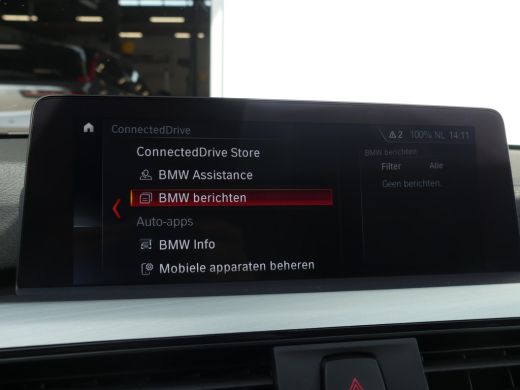 ConnectedDrive
2 100% NL 14:11
ConnectedDrive Store
BMW Assistance
BMW berichten
Auto-apps
BMW Info
Mobiele apparaten beheren
BMW berichten
Filter Alle
Geen berichten.